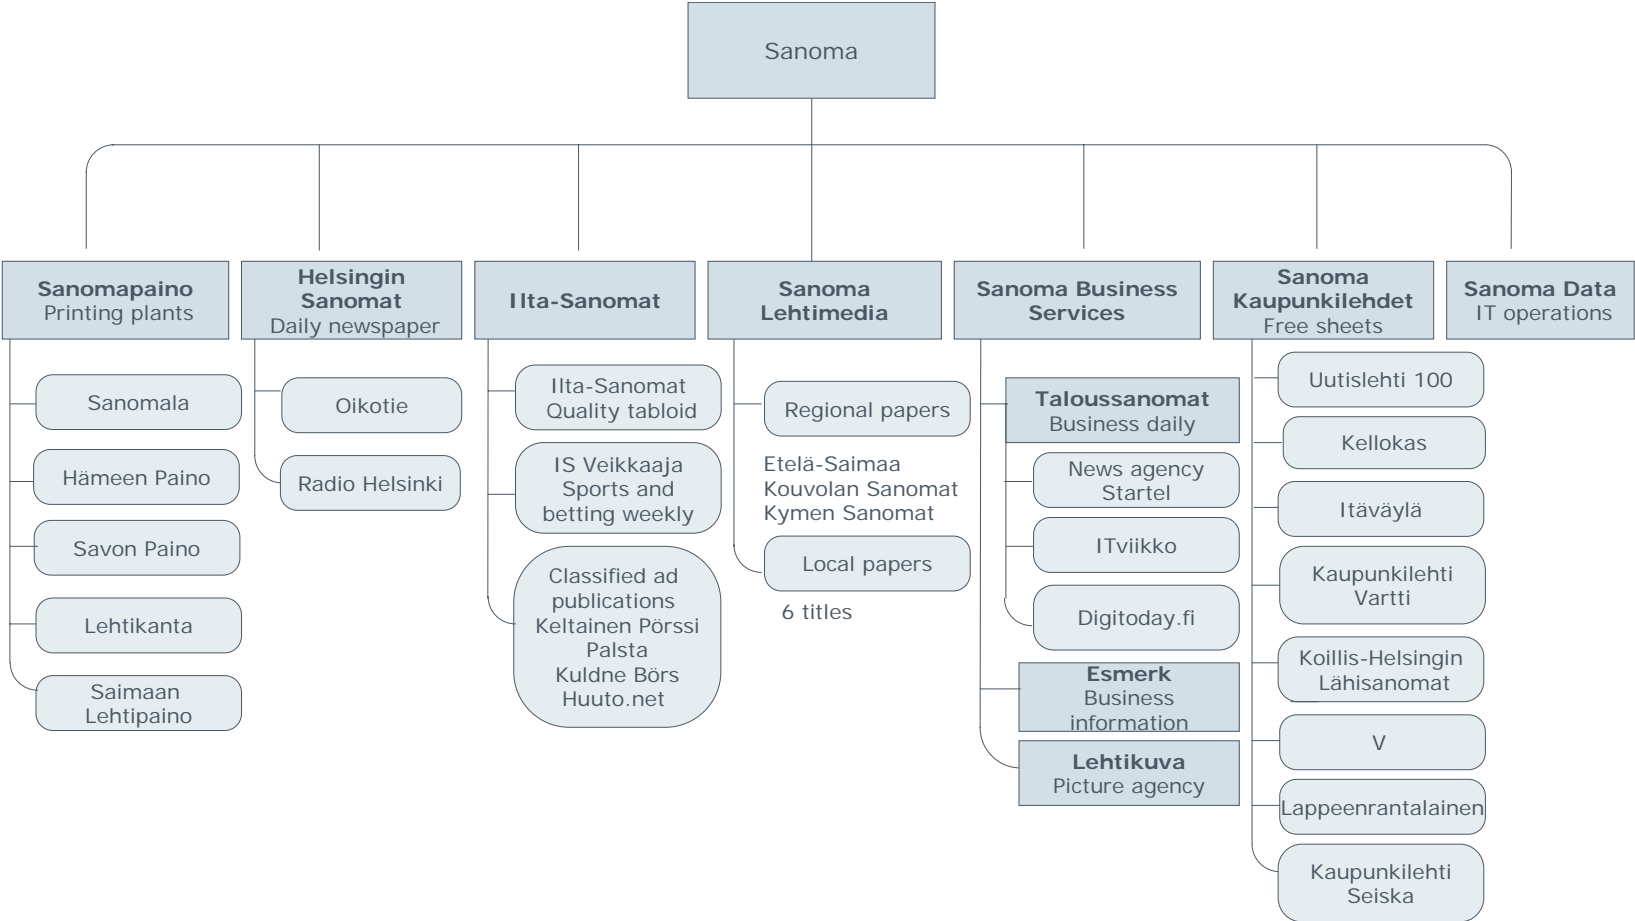 Sanoma
Sanomapaino
Printing plants
Sanomala
Hämeen Paino
Savon Paino
Lehtikanta
Saimaan
Lehtipaino
Helsingin
Sanomat
Daily newspaper
Oikotie
Radio Helsinki
Ilta-Sanomat
Ilta-Sanomat
Quality tabloid
IS Veikkaaja
Sports and
betting weekly
Classified ad
publications
Keltainen Pörssi
Palsta
Kuldne Börs
Huuto.net
Sanoma
Lehtimedia
Regional papers
Etelä-Saimaa
Kouvolan Sanomat
Kymen Sanomat
Local papers
6 titles
Sanoma Business
Services
Taloussanomat
Business daily
News agency
Startel
ITviikko
Digitoday.fi
Esmerk
Business
information
Lehtikuva
Picture agency
Sanoma
Kaupunkilehdet
Free sheets
Uutislehti 100
Kellokas
Itäväylä
Kaupunkilehti
Vartti
Koillis-Helsingin
Lähisanomat
V
Lappeenrantalainen
Kaupunkilehti
Seiska
Sanoma Data
IT operations